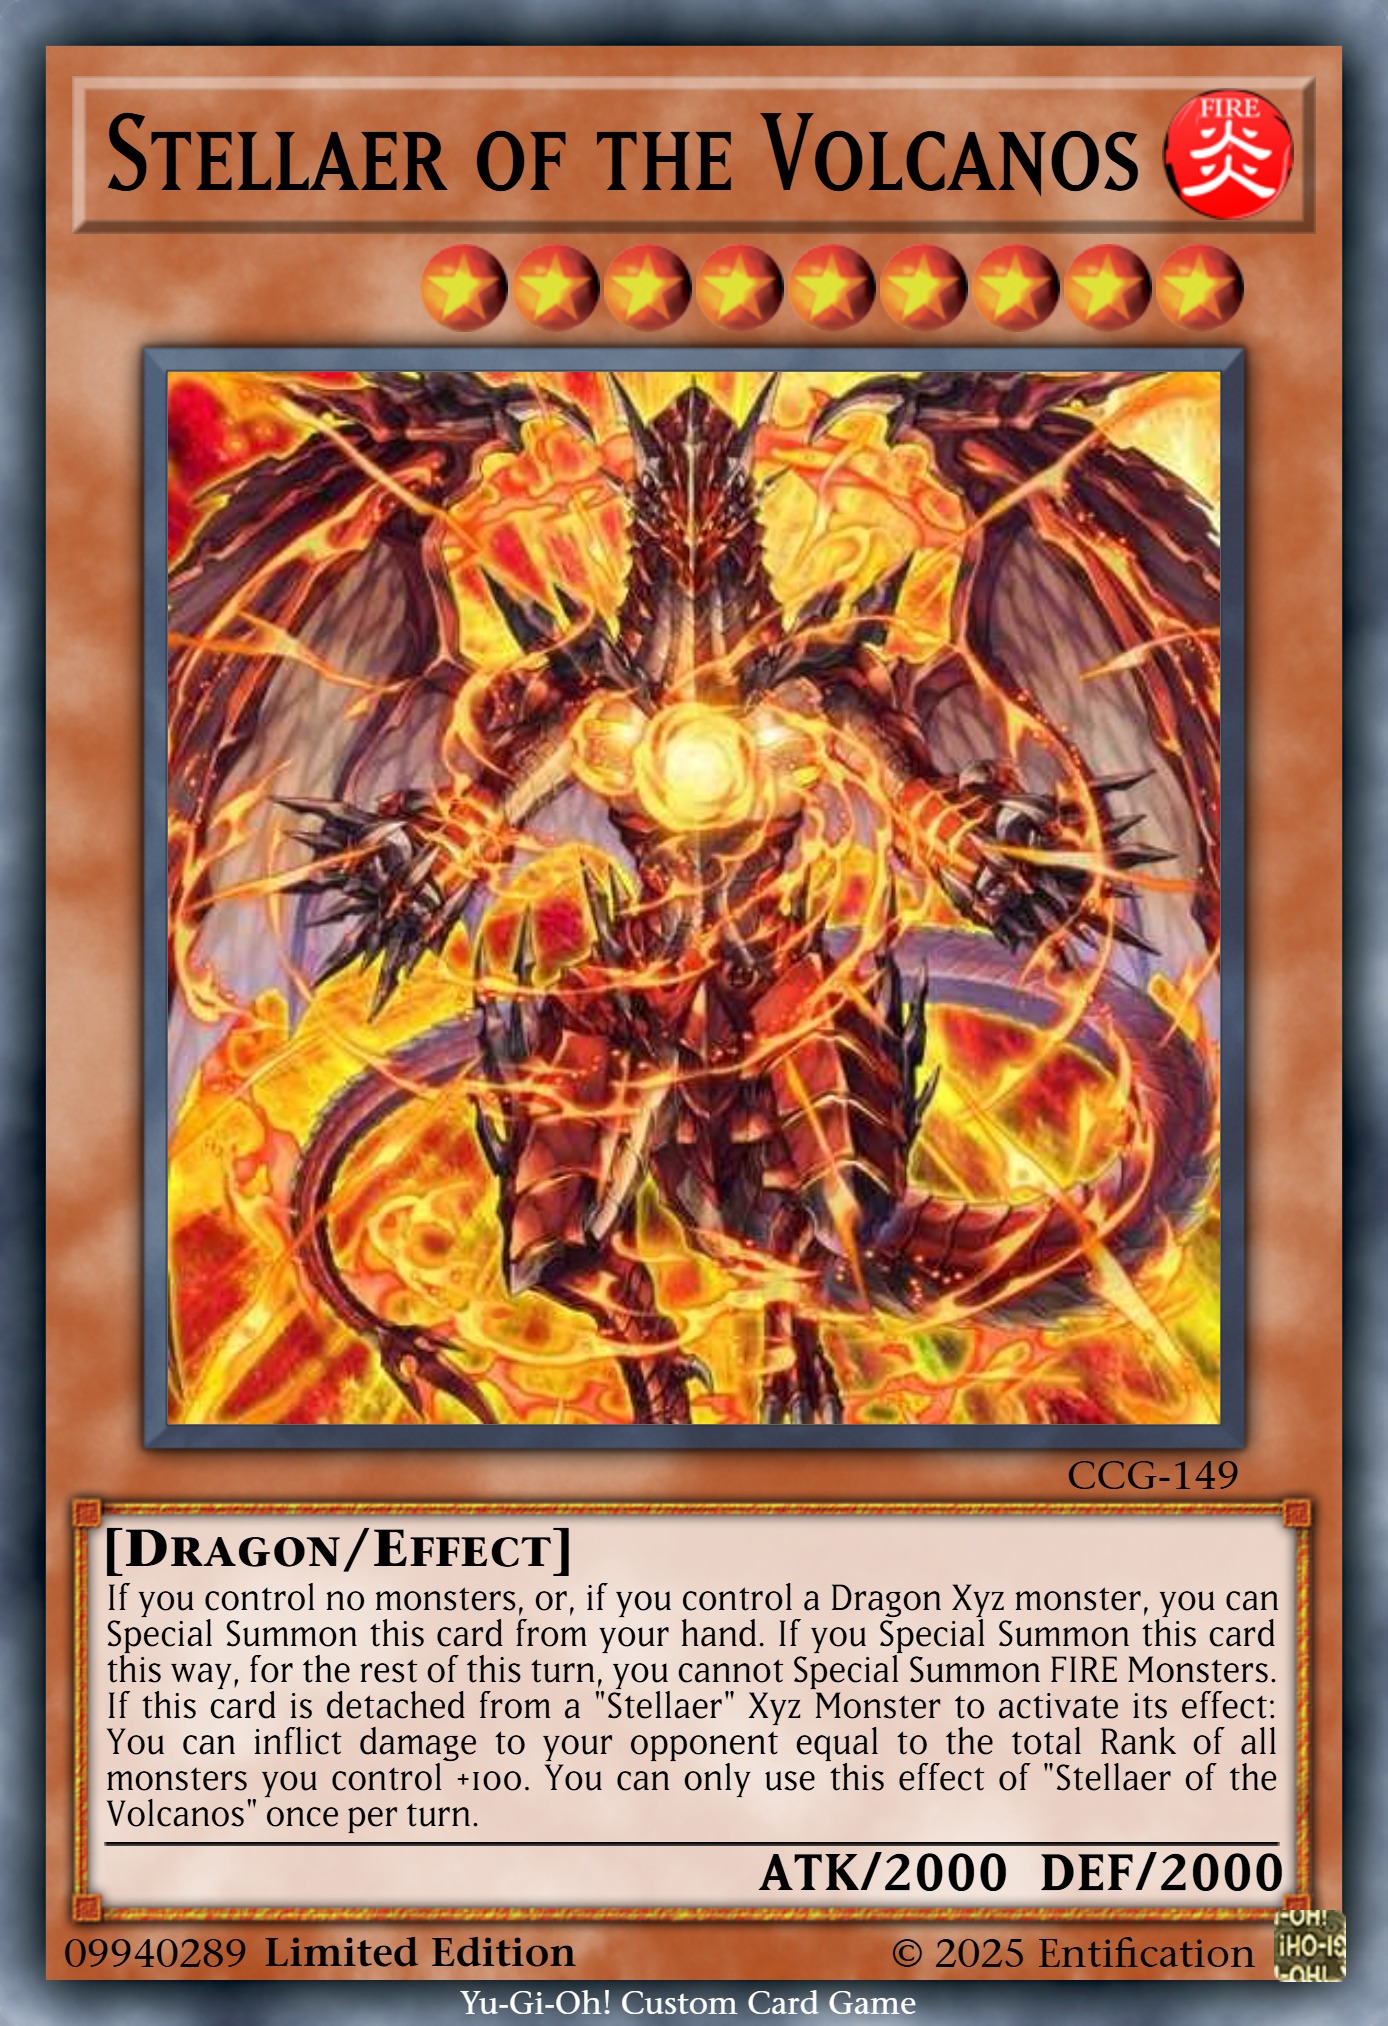 Stellaer of the Volcanos
FIRE
炎
CCG-149
[Dragon/Effect]
If you control no monsters, or, if you control a Dragon Xyz monster, you can
Special Summon this card from your hand. If you Special Summon this card
this way, for the rest of this turn, you cannot Special Summon FIRE Monsters.
If this card is detached from a "Stellaer" Xyz Monster to activate its effect:
You can inflict damage to your opponent equal to the total Rank of all
monsters you control +100. You can only use this effect of "Stellaer of the
Volcanos" once per turn.
ATK/2000 DEF/2000
09940289 Limited Edition
© 2025 Entification
Yu-Gi-Oh! Custom Card Game